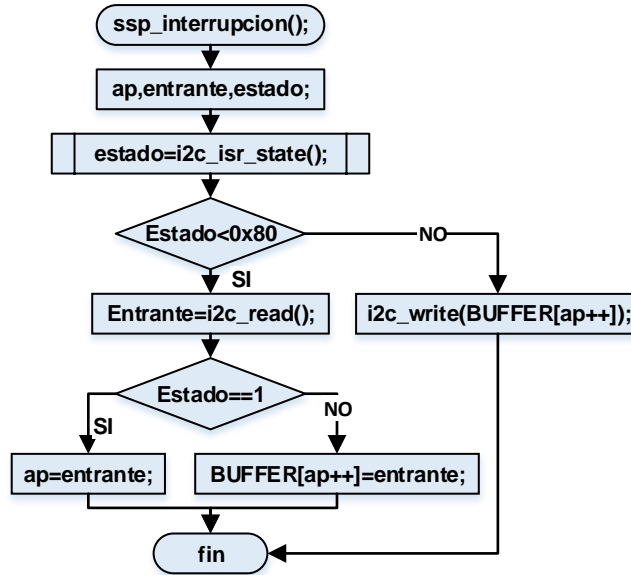 ssp_interrupcion();
ap,entrante,estado;
estado=i2c_isr_state();
Estado<0x80
NO
SI
Entrante=i2c_read();
i2c_write(BUFFER[ap++]);
Estado==1
SI
NO
ap=entrante;
BUFFER[ap++]=entrante;
fin